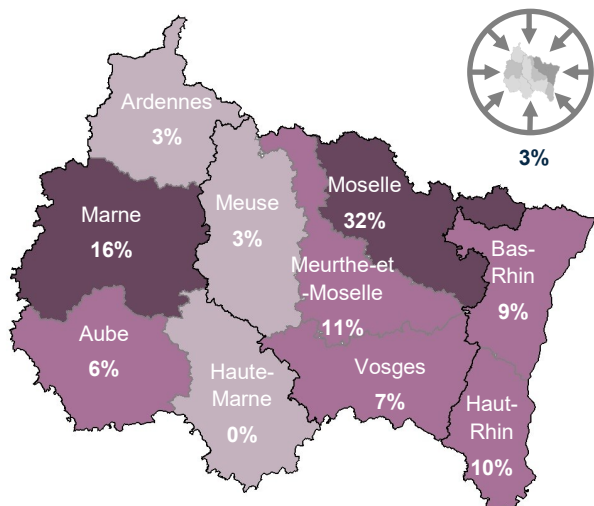 Ardennes
3%
3%
Marne
16%
Meuse
3%
Moselle
32%
Meurthe-et
-Moselle
11%
Bas-
Rhin
9%
Aube
6%
Haute-
Marne
0%
Vosges
7%
Haut-
Rhin
10%